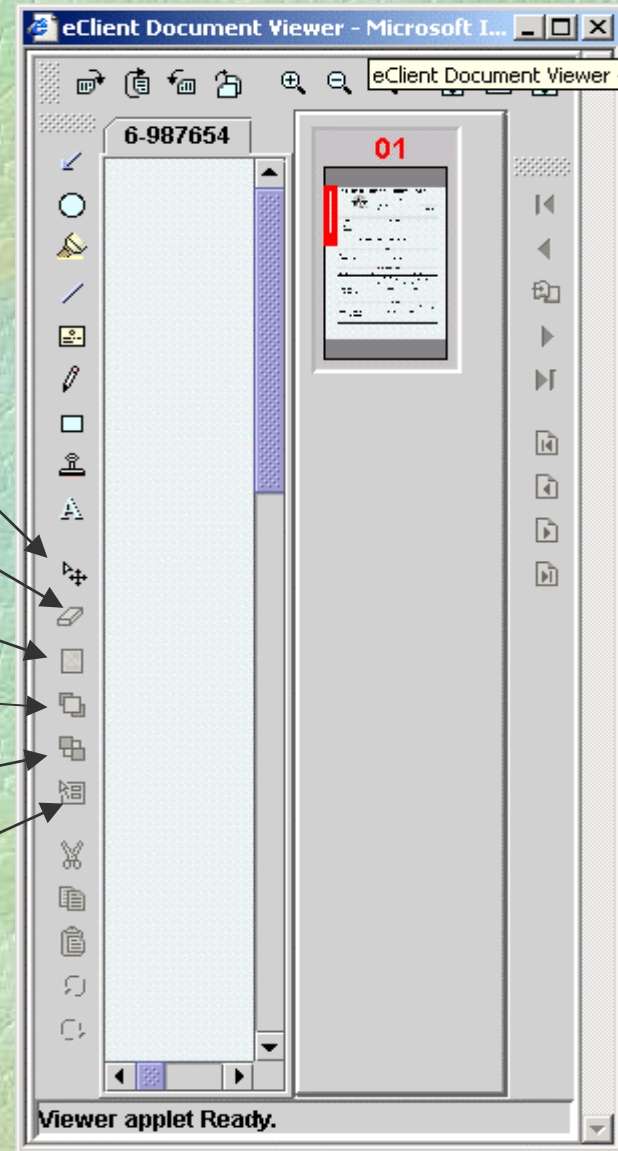 eClient Document Viewer - Microsoft I...
eClient Document Viewer
6-987654
01
A
Viewer applet Ready.